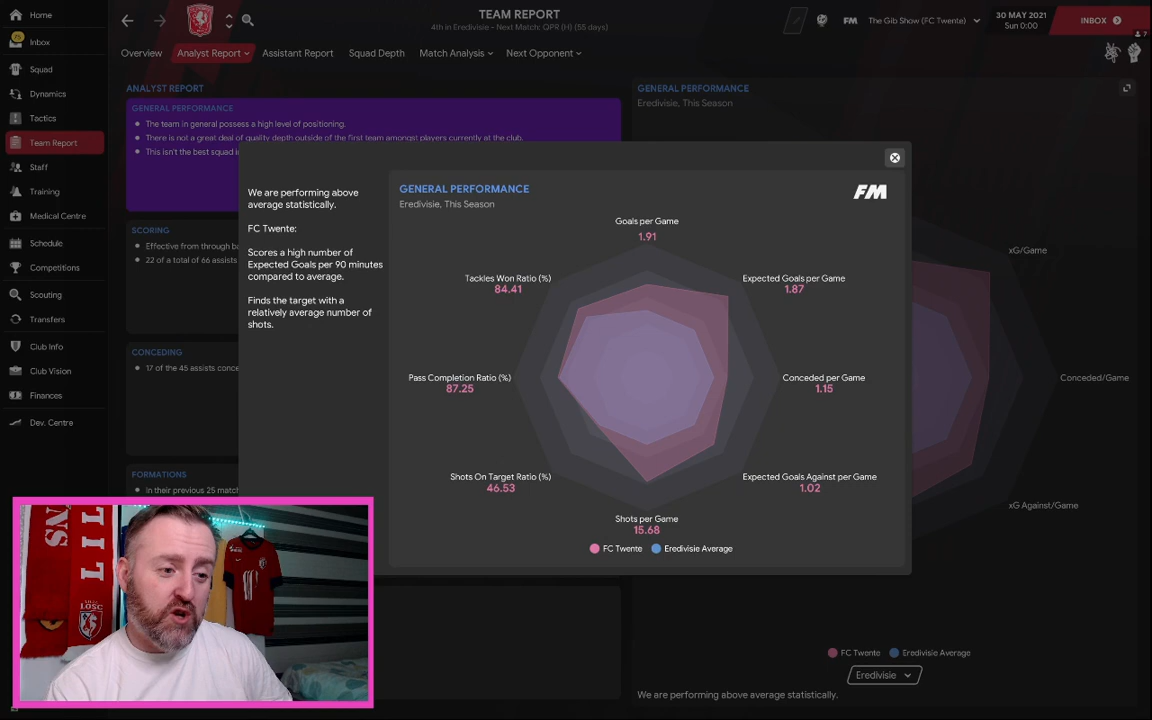 Home
Inbox
Squad
Dynamics
Tactics
Team Report
Staff
Training
Medical Centre
Schedule
Competitions
Scouting
Transfers
Club Info
Club Vision
Finances
Dev. Centre
TEAM REPORT
4th in Eredivisie - Next Match: QPR (H) (55 days)
FM
The Gib Show (FC Twente)
30 MAY 2021
Sun 0:00
INBOX
7
Overview
Analyst Report
Assistant Report
Squad Depth
Match Analysis
Next Opponent
ANALYST REPORT
GENERAL PERFORMANCE
The team in general possess a high level of positioning.
There is not a great deal of quality depth outside of the first team amongst players currently at the club.
This isn't the best squad
SCORING
Effective from through
22 of a total of 66 assists
CONCEDING
17 of the 45 assists
FORMATIONS
In their previous 25
GENERAL PERFORMANCE
Eredivisie, This Season
xG/Game
Conceded/Game
xG Against/Game
FC Twente
Eredivisie Average
Eredivisie
We are performing above average statistically.
We are performing above
average statistically.
FC Twente:
Scores a high number of
Expected Goals per 90 minutes
compared to average.
Finds the target with a
relatively average number of
shots.
GENERAL PERFORMANCE
Eredivisie, This Season
FM
Goals per Game
1.91
Tackles Won Ratio (%)
84.41
Expected Goals per Game
1.87
Pass Completion Ratio (%)
87.25
Conceded per Game
1.15
Shots On Target Ratio (%)
46.53
Expected Goals Against per Game
1.02
Shots per Game
15.68
FC Twente
Eredivisie Average
LIL
LOSC